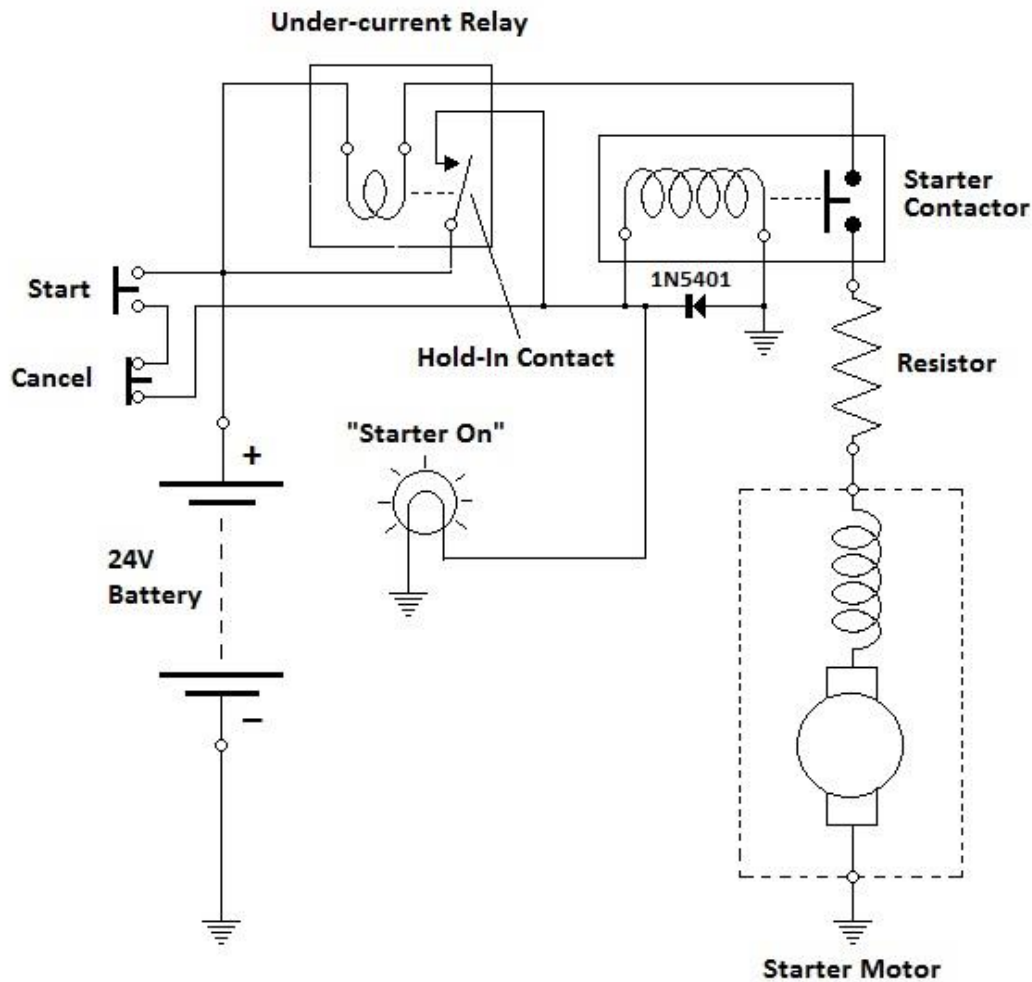 Under-current Relay
Starter
Contactor
Start
1N5401
Hold-In Contact
Cancel
Resistor
"Starter On"
+
24V
Battery
–
Starter Motor